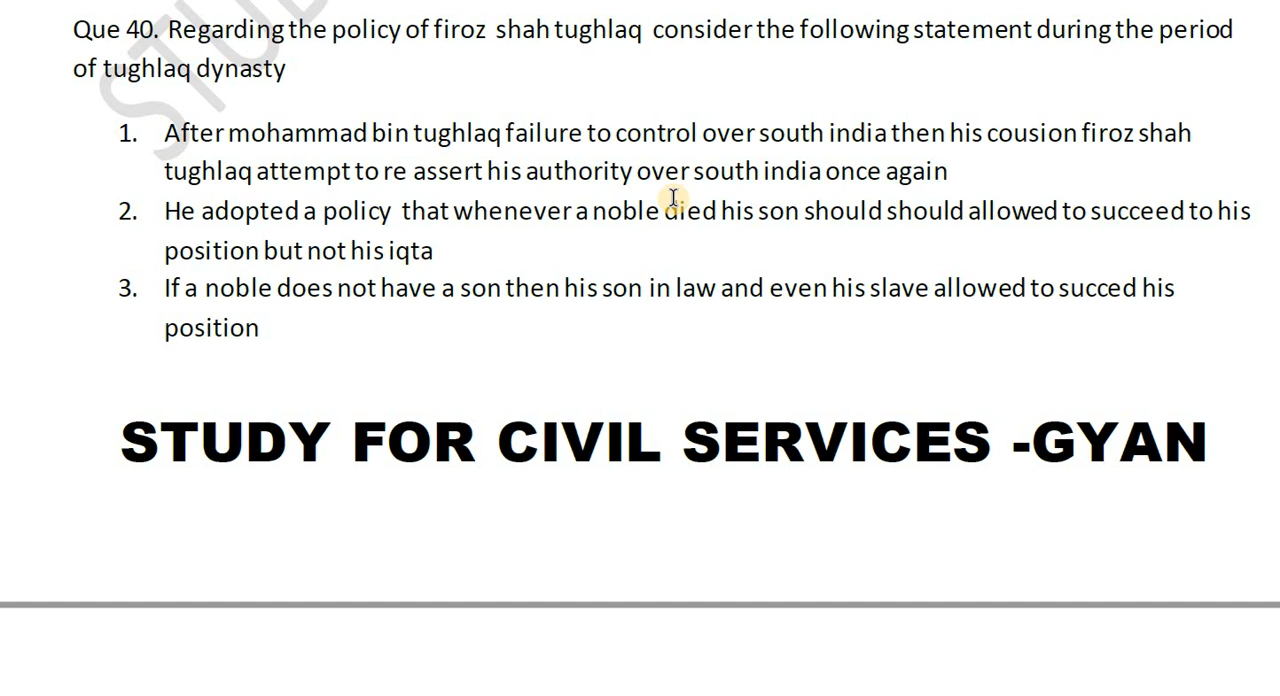 Que 40. Regarding the policy of firoz shah tughlaq consider the following statement during the period
of tughlaq dynasty
1. After mohammad bin tughlaq failure to control over south india then his cousion firoz shah
tughlaq attempt to re assert his authority over south india once again
2. He adopted a policy that whenever a noble died his son should should allowed to succeed to his
position but not his iqta
3. If a noble does not have a son then his son in law and even his slave allowed to succed his
position
STUDY FOR CIVIL SERVICES -GYAN